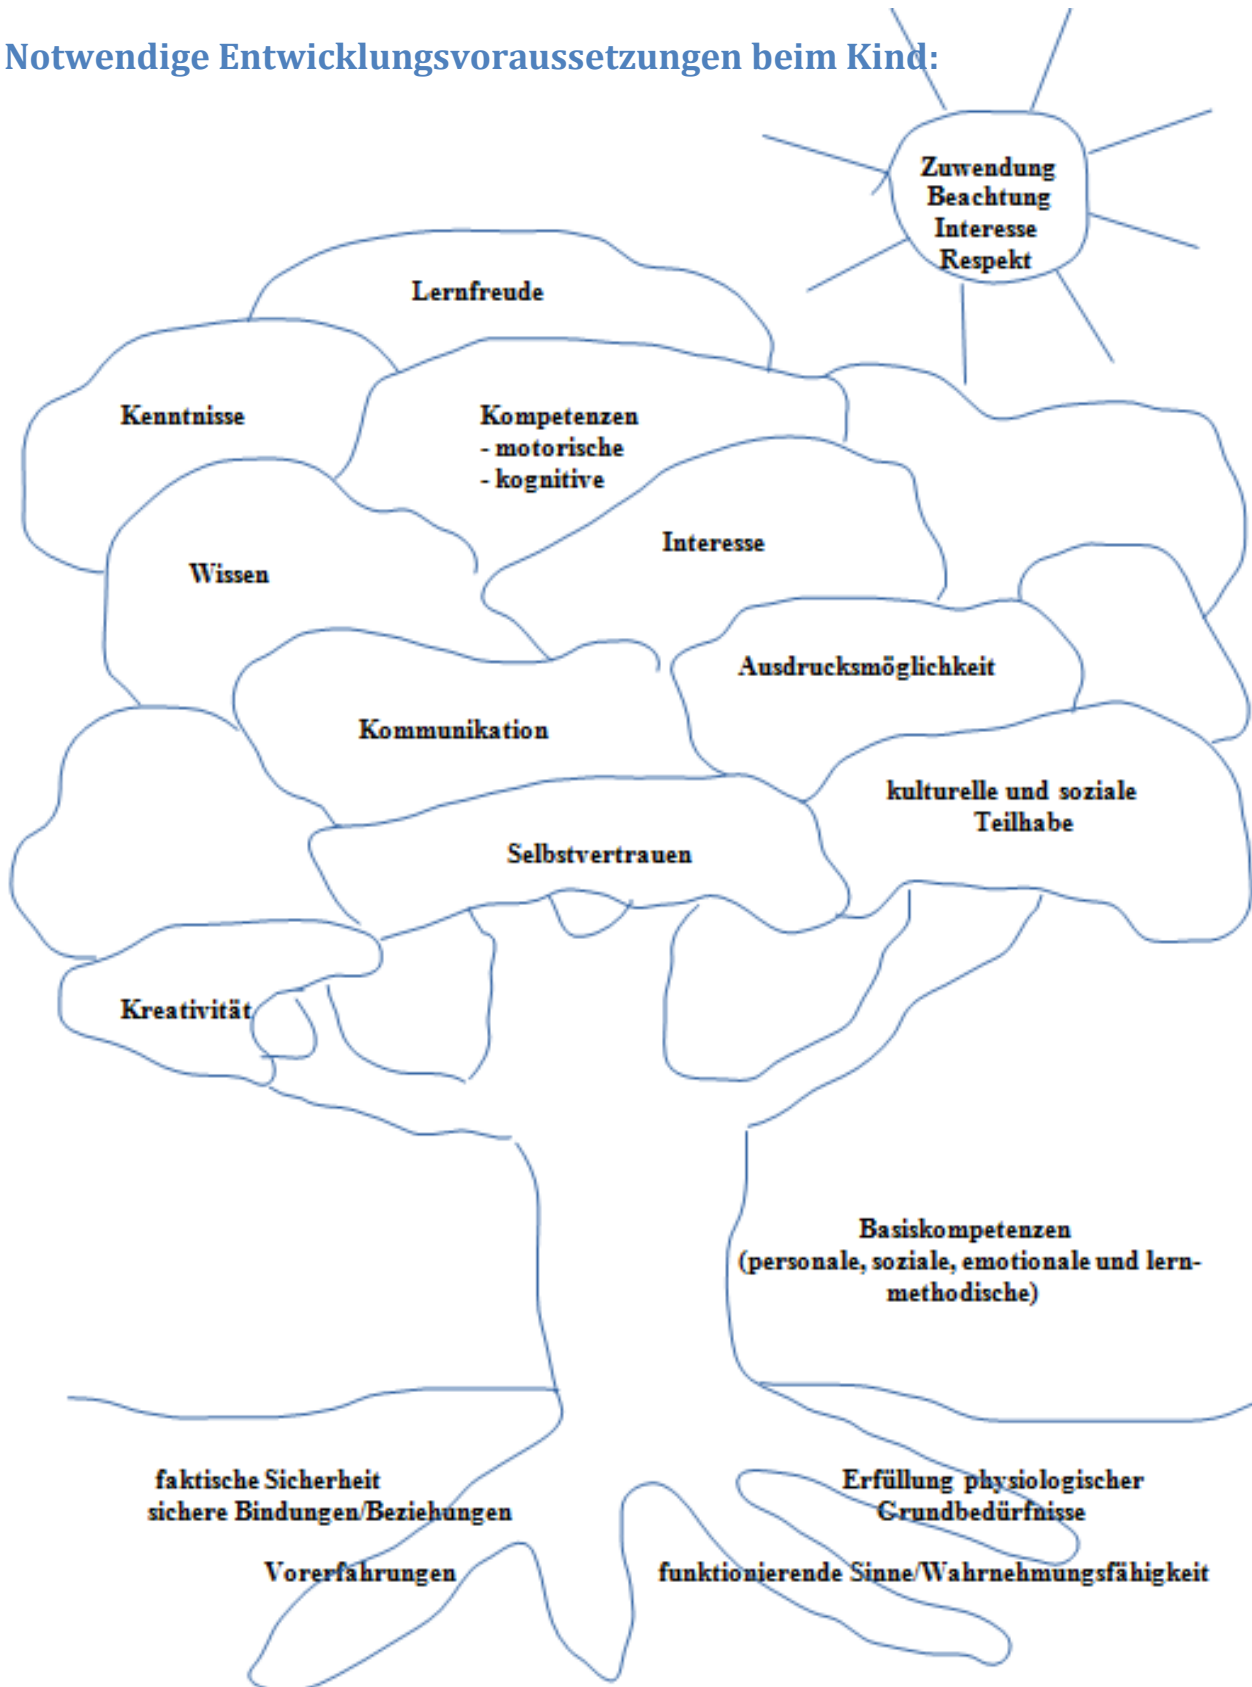 Notwendige Entwicklungsvoraussetzungen beim Kind:
Zuwendung
Beachtung
Interesse
Respekt
Lernfreude
Kenntnisse
Kompetenzen
- motorische
- kognitive
Interesse
Wissen
Ausdrucksmöglichkeit
Kommunikation
kulturelle und soziale
Teilhabe
Selbstvertrauen
Kreativität
Basiskompetenzen
(personale, soziale, emotionale und lern-
methodische)
faktische Sicherheit
sichere Bindungen/Beziehungen
Erfüllung physiologischer
Grundbedürfnisse
Vorerfahrungen
funktionierende Sinne/Wahrnehmungsfähigkeit